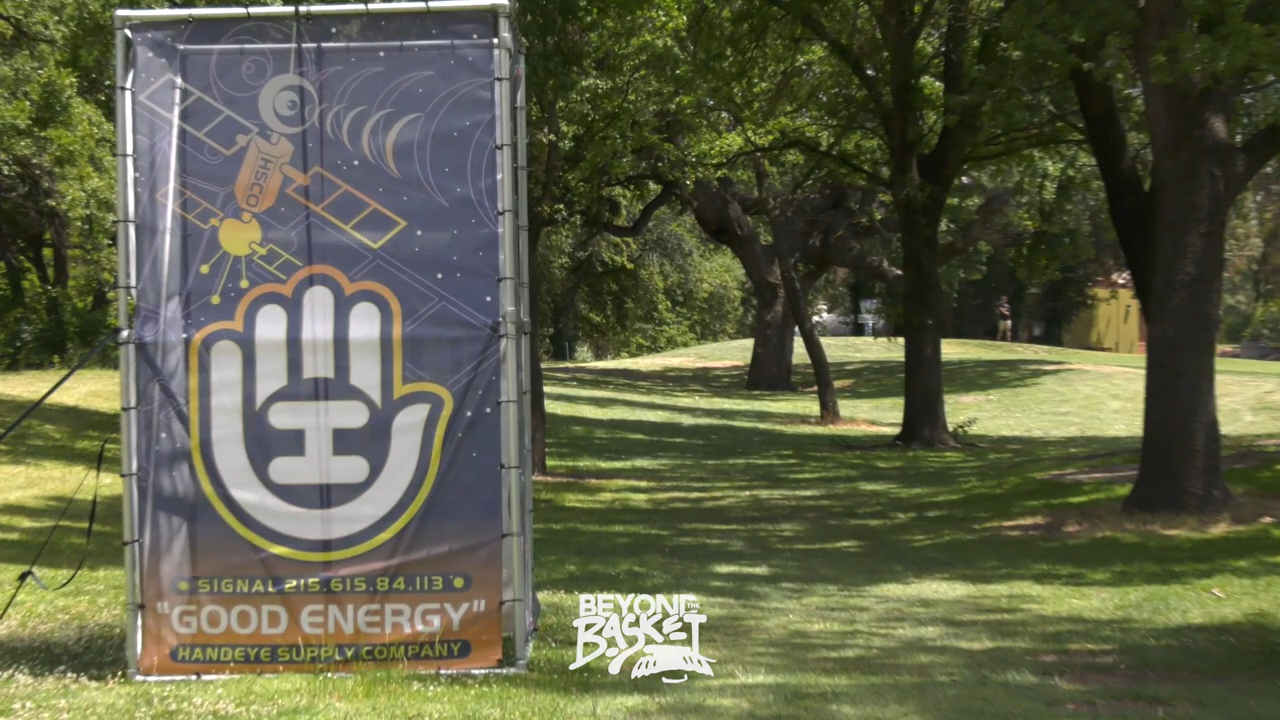 HSCO
SIGNAL 215.615.84.113
"GOOD ENERGY"
HANDEYE SUPPLY COMPANY
BEYOND THE
BASKET